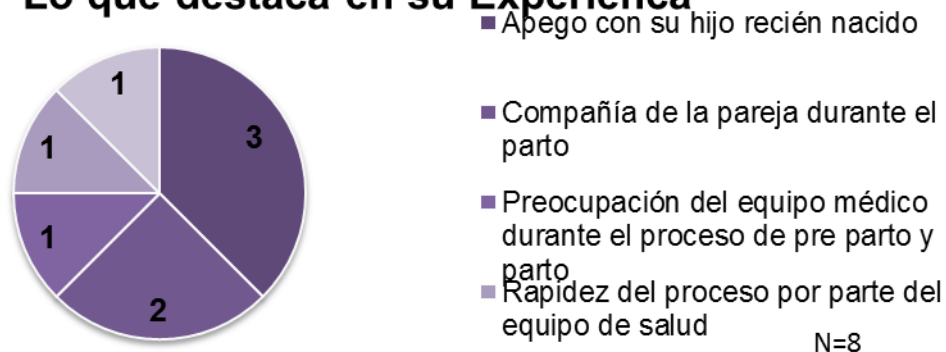 Lo que destaca en su Experiencia
Apego con su hijo recién nacido
Compañía de la pareja durante el
parto
Preocupación del equipo médico
durante el proceso de pre parto y
parto
Rapidez del proceso por parte del
equipo de salud
N=8
1
3
1
1
2